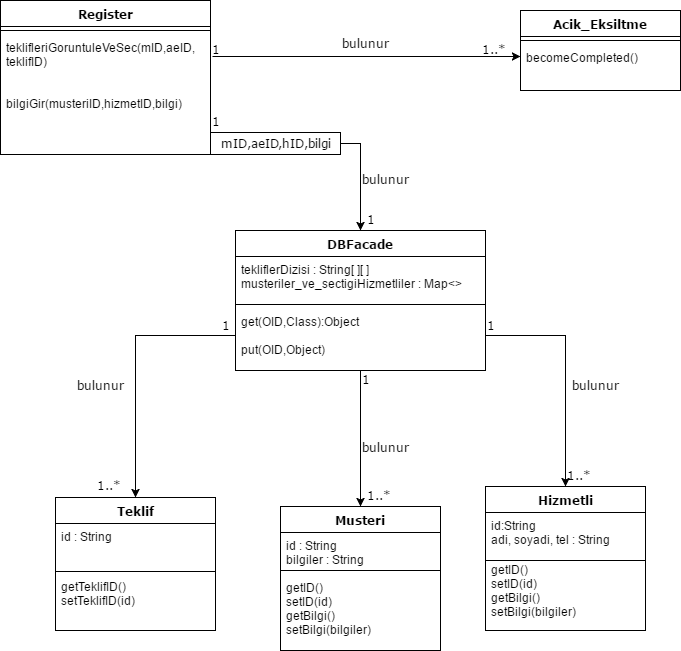 Register
teklifleriGoruntuleVeSec(mID,aeID,
teklifID)
bilgiGir(musteriID,hizmetID,bilgi)
1
bulunur
1..*
Acik_Eksiltme
becomeCompleted()
1
mID,aeID,hID,bilgi
bulunur
1
DBFacade
tekliflerDizisi : String[ ][ ]
musteriler_ve_sectigiHizmetliler : Map<>
get(OID,Class):Object
put(OID,Object)
1
bulunur
1..*
1
bulunur
1..*
1
bulunur
1..*
Teklif
id : String
getTeklifID()
setTeklifID(id)
Musteri
id : String
bilgiler : String
getID()
setID(id)
getBilgi()
setBilgi(bilgiler)
Hizmetli
id:String
adi, soyadi, tel : String
getID()
setID(id)
getBilgi()
setBilgi(bilgiler)